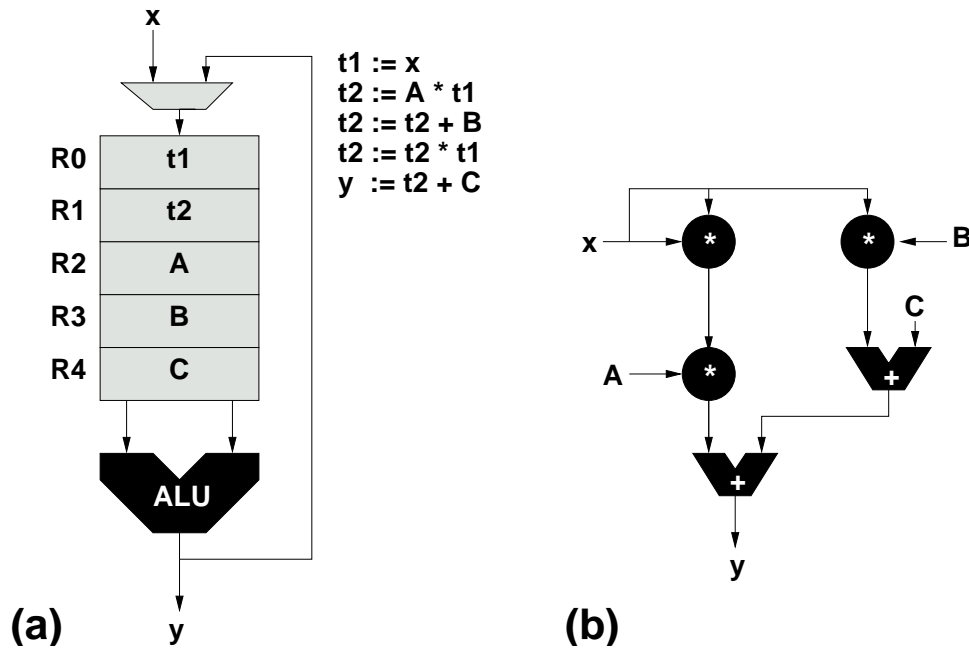 x
t1 := x
t2 := A * t1
t2 := t2 + B
t2 := t2 * t1
y := t2 + C
R0 t1
R1 t2
R2 A
R3 B
R4 C
ALU
y
(a)
x * * B
C
A * +
+
y
(b)